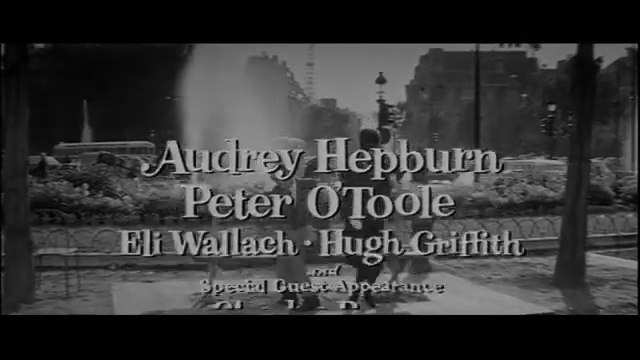 Audrey Hepburn
Peter O'Toole
Eli Wallach · Hugh Griffith
and
Special Guest Appearance